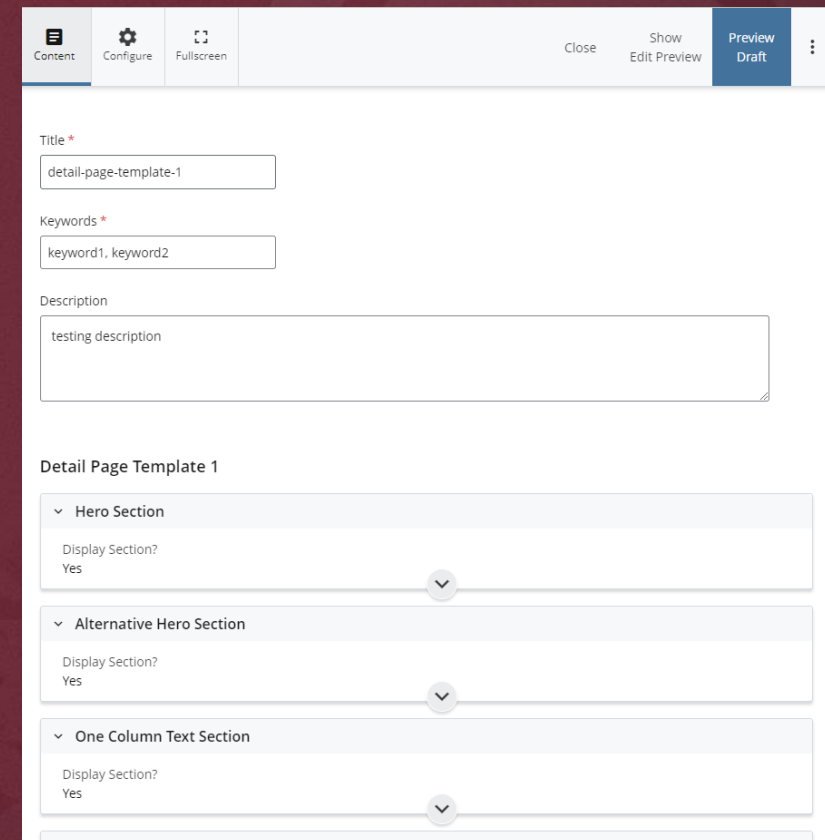 Content
Configure
Fullscreen
Close
Show
Edit Preview
Preview
Draft
Title *
detail-page-template-1
Keywords *
keyword1, keyword2
Description
testing description
Detail Page Template 1
Hero Section
Display Section?
Yes
Alternative Hero Section
Display Section?
Yes
One Column Text Section
Display Section?
Yes